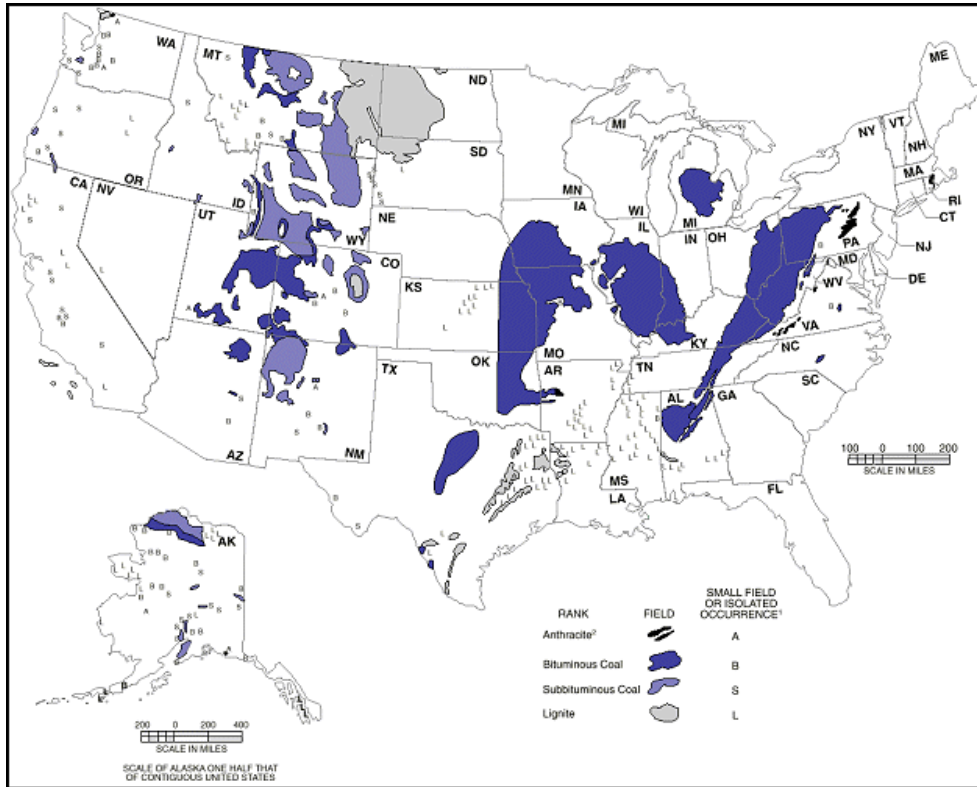 WA
MT
ND
ME
MI
NY
VT
NH
MA
SD
OR
ID
MN
IA
WI
MI
RI
CT
CA
NV
UT
WY
NE
IL
IN
OH
PA
NJ
CO
MD
WV
DE
KS
VA
KY
NC
MO
OK
AR
TN
SC
TX
AL
GA
AZ
NM
MS
LA
FL
AK
100 0 100 200
SCALE IN MILES
RANK
FIELD
SMALL FIELD
OR ISOLATED
OCCURRENCE¹
Anthracite²
A
Bituminous Coal
B
Subbituminous Coal
S
Lignite
L
200 0 200 400
SCALE IN MILES
SCALE OF ALASKA ONE HALF THAT
OF CONTIGUOUS UNITED STATES